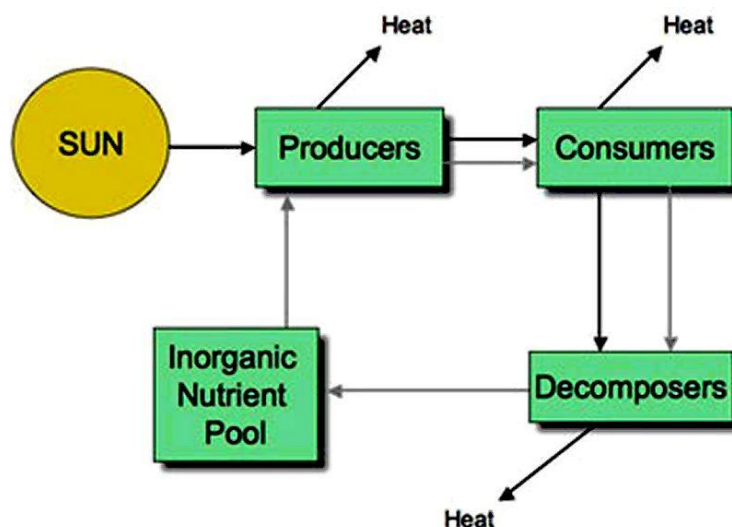 Heat
Heat
SUN
Producers
Consumers
Inorganic
Nutrient
Pool
Decomposers
Heat